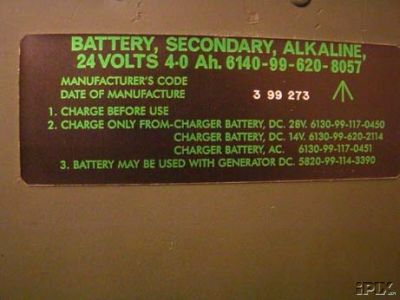 BATTERY, SECONDARY, ALKALINE,
24 VOLTS 4·0 Ah. 6140-99-620-8057
MANUFACTURER'S CODE
DATE OF MANUFACTURE 3 99 273
1. CHARGE BEFORE USE
2. CHARGE ONLY FROM-CHARGER BATTERY, DC. 28V. 6130-99-117-0450
CHARGER BATTERY, DC. 14V. 6130-99-620-2114
CHARGER BATTERY, AC. 6130-99-117-0451
3. BATTERY MAY BE USED WITH GENERATOR DC. 5820-99-114-3390
iPIX